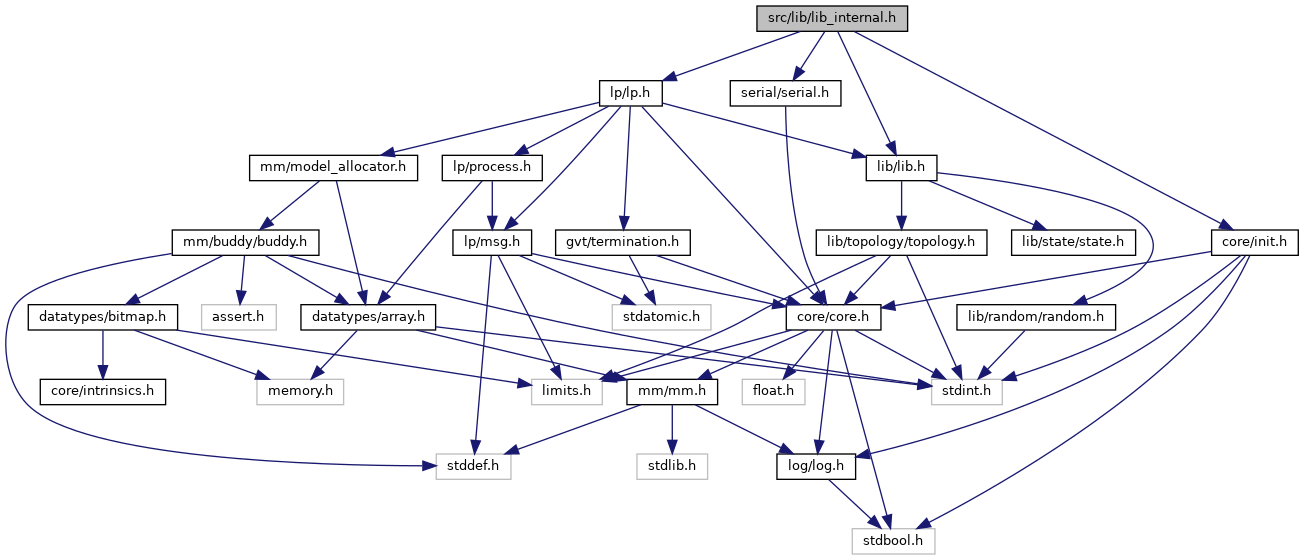 src/lib/lib_internal.h
lp/lp.h
serial/serial.h
mm/model_allocator.h
lp/process.h
lib/lib.h
mm/buddy/buddy.h
lp/msg.h
gvt/termination.h
lib/topology/topology.h
lib/state/state.h
core/init.h
datatypes/bitmap.h
assert.h
datatypes/array.h
stdatomic.h
core/core.h
lib/random/random.h
core/intrinsics.h
memory.h
limits.h
mm/mm.h
float.h
stdint.h
stddef.h
stdlib.h
log/log.h
stdbool.h